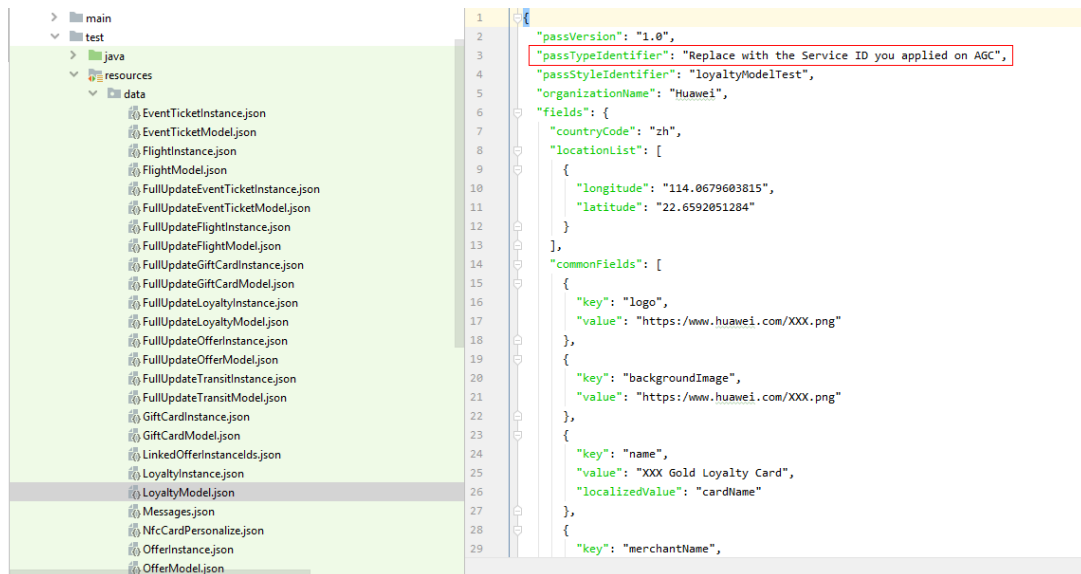 main
test
java
resources
data
EventTicketInstance.json
EventTicketModel.json
FlightInstance.json
FlightModel.json
FullUpdateEventTicketInstance.json
FullUpdateEventTicketModel.json
FullUpdateFlightInstance.json
FullUpdateFlightModel.json
FullUpdateGiftCardInstance.json
FullUpdateGiftCardModel.json
FullUpdateLoyaltyInstance.json
FullUpdateLoyaltyModel.json
FullUpdateOfferInstance.json
FullUpdateOfferModel.json
FullUpdateTransitInstance.json
FullUpdateTransitModel.json
GiftCardInstance.json
GiftCardModel.json
LinkedOfferInstanceIds.json
LoyaltyInstance.json
LoyaltyModel.json
Messages.json
NfcCardPersonalize.json
OfferInstance.json
OfferModel.json
1 {
2 "passVersion": "1.0",
3 "passTypeIdentifier": "Replace with the Service ID you applied on AGC",
4 "passStyleIdentifier": "loyaltyModelTest",
5 "organizationName": "Huawei",
6 "fields": {
7 "countryCode": "zh",
8 "locationList": [
9 {
10 "longitude": "114.0679603815",
11 "latitude": "22.6592051284"
12 }
13 ],
14 "commonFields": [
15 {
16 "key": "logo",
17 "value": "https:/www.huawei.com/XXX.png"
18 },
19 {
20 "key": "backgroundImage",
21 "value": "https:/www.huawei.com/XXX.png"
22 },
23 {
24 "key": "name",
25 "value": "XXX Gold Loyalty Card",
26 "localizedValue": "cardName"
27 },
28 {
29 "key": "merchantName",